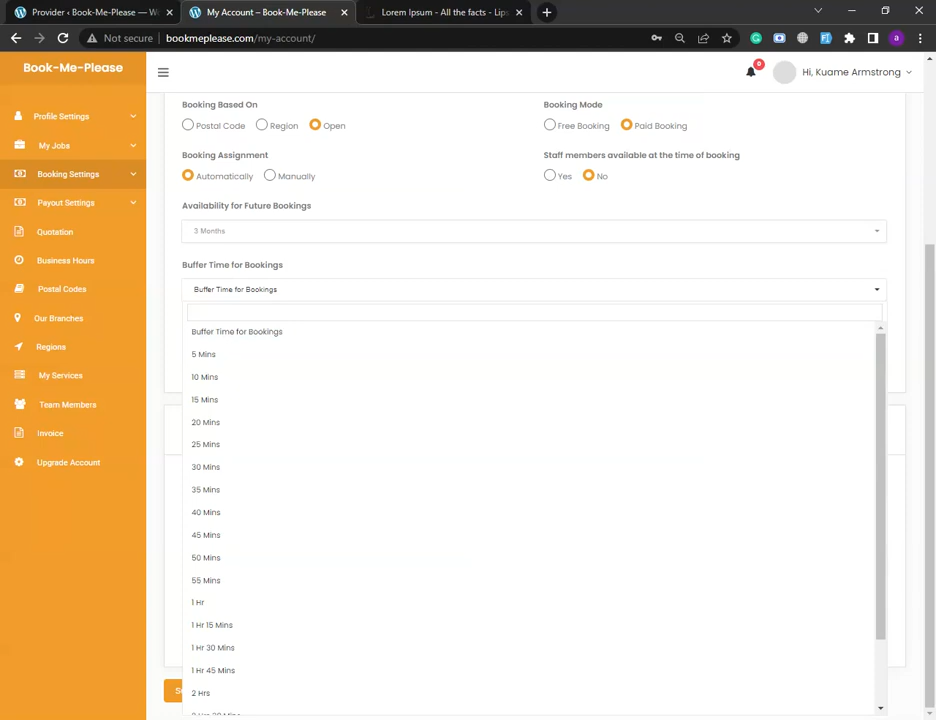 Provider ‹ Book-Me-Please — Wi
My Account – Book-Me-Please
Lorem Ipsum - All the facts - Lips
Not secure
bookmeplease.com/my-account/
Book-Me-Please
0
Hi, Kuame Armstrong
Profile Settings
My Jobs
Booking Settings
Payout Settings
Quotation
Business Hours
Postal Codes
Our Branches
Regions
My Services
Team Members
Invoice
Upgrade Account
Booking Based On
Booking Mode
Postal Code
Region
Open
Free Booking
Paid Booking
Booking Assignment
Staff members available at the time of booking
Automatically
Manually
Yes
No
Availability for Future Bookings
3 Months
Buffer Time for Bookings
Buffer Time for Bookings
Buffer Time for Bookings
5 Mins
10 Mins
15 Mins
20 Mins
25 Mins
30 Mins
35 Mins
40 Mins
45 Mins
50 Mins
55 Mins
1 Hr
1 Hr 15 Mins
1 Hr 30 Mins
1 Hr 45 Mins
2 Hrs